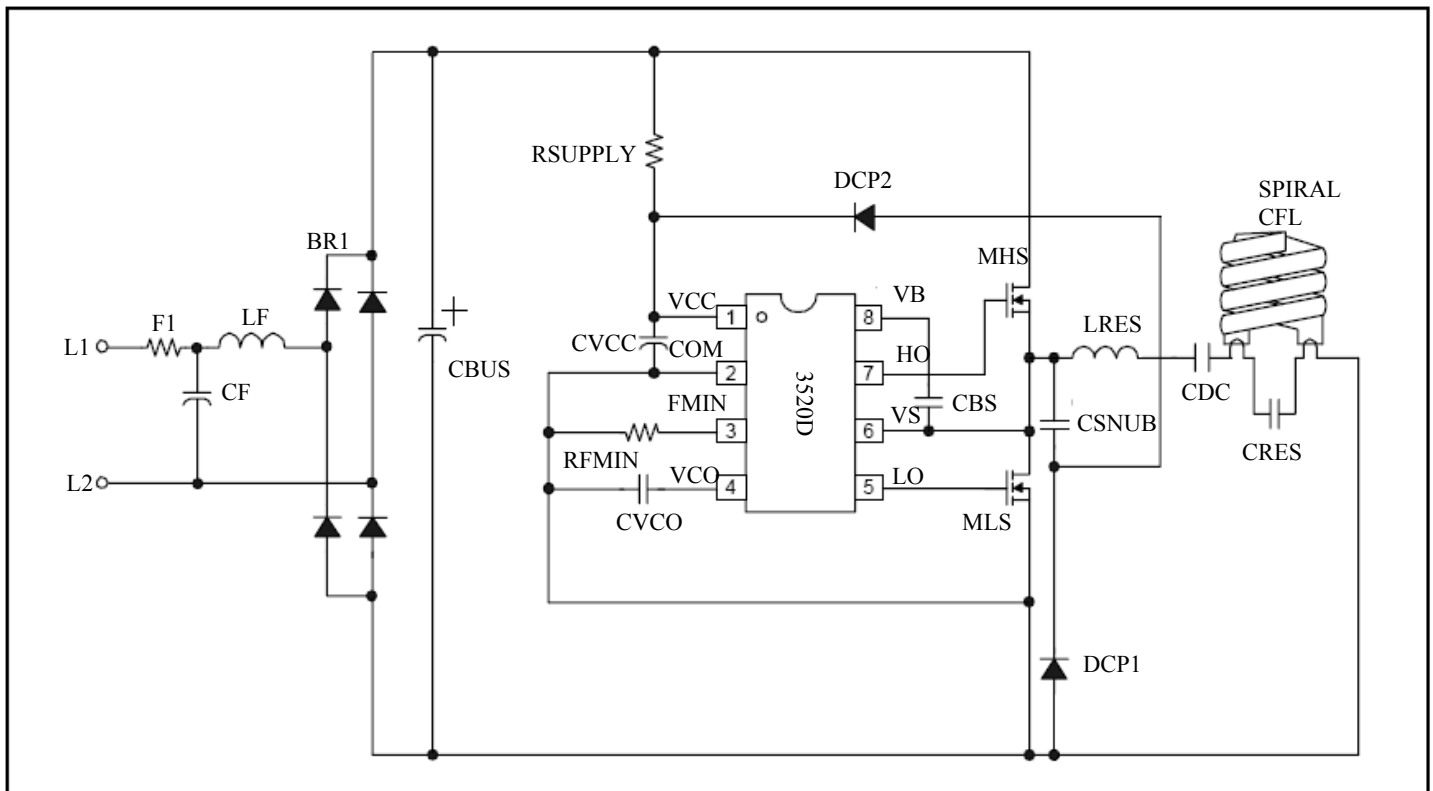 RSUPPLY
DCP2
SPIRAL
CFL
BR1
MHS
F1
LF
L1
VCC
VB
LRES
1
8
CVCC
COM
CBUS
HO
CDC
CF
2
7
FMIN
3520D
CBS
VS
CSNUB
3
6
CRES
RFMIN
L2
VCO
LO
4
5
CVCO
MLS
DCP1
+